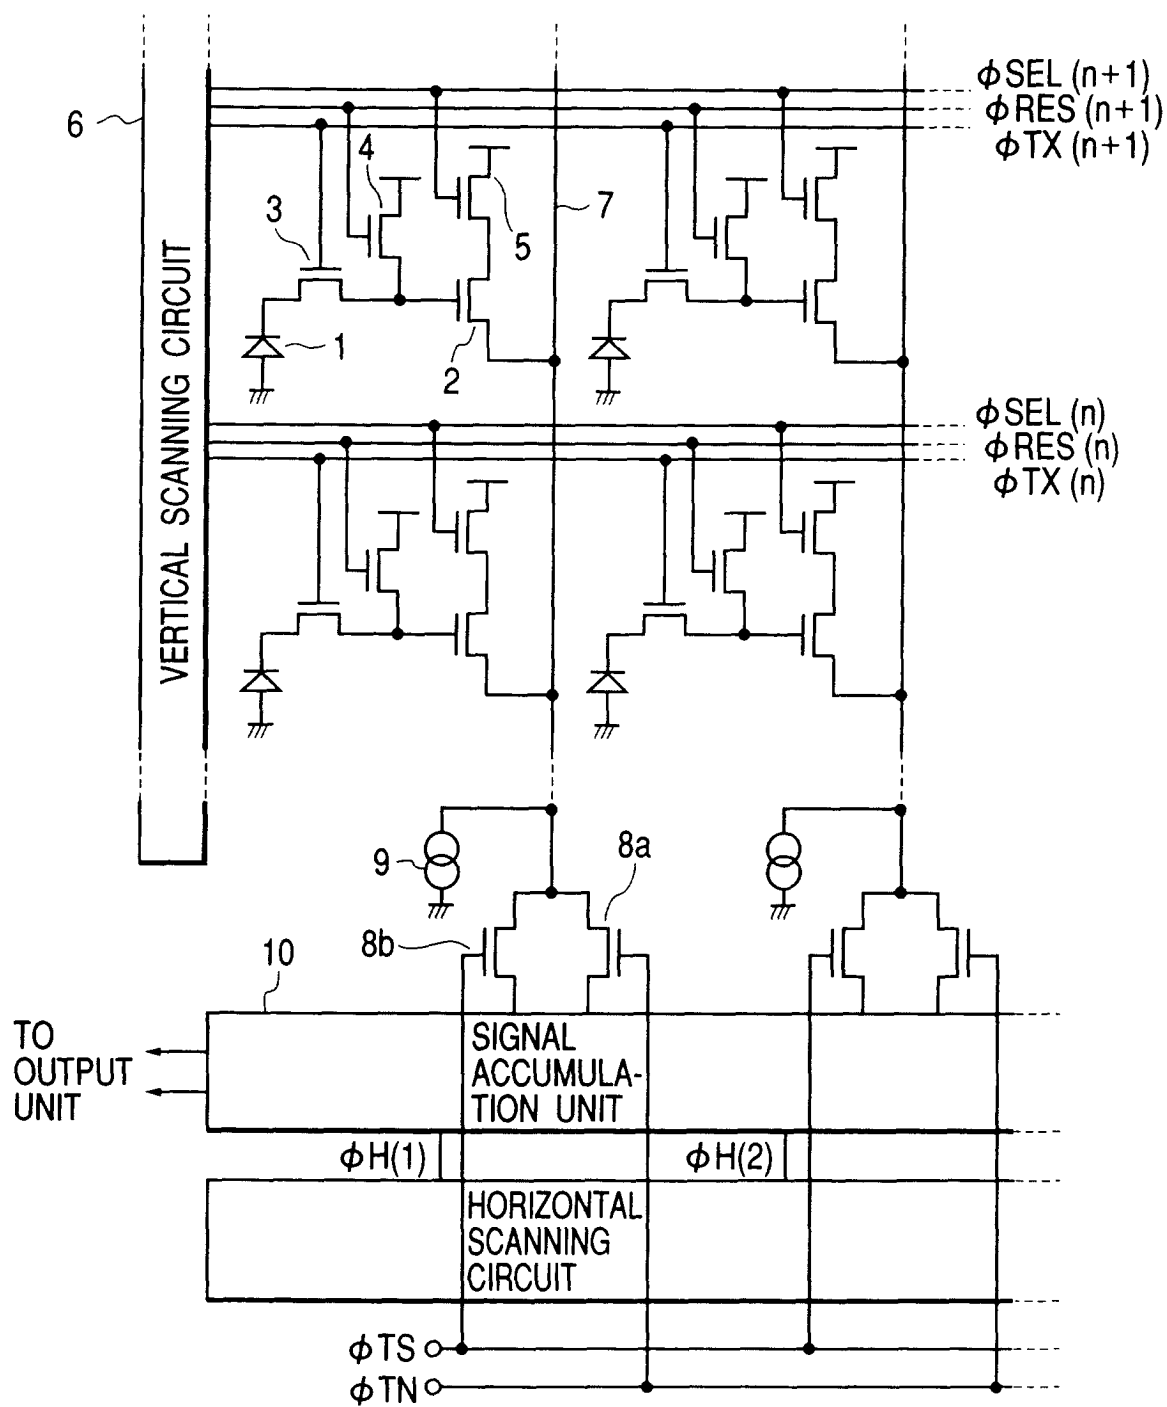 ϕSEL(n+1)
ϕRES(n+1)
ϕTX(n+1)
6
4
3
7
5
1
2
VERTICAL SCANNING CIRCUIT
ϕSEL(n)
ϕRES(n)
ϕTX(n)
9
8a
8b
10
TO
OUTPUT
UNIT
SIGNAL
ACCUMULA-
TION UNIT
ϕH(1)
ϕH(2)
HORIZONTAL
SCANNING
CIRCUIT
ϕTS
ϕTN